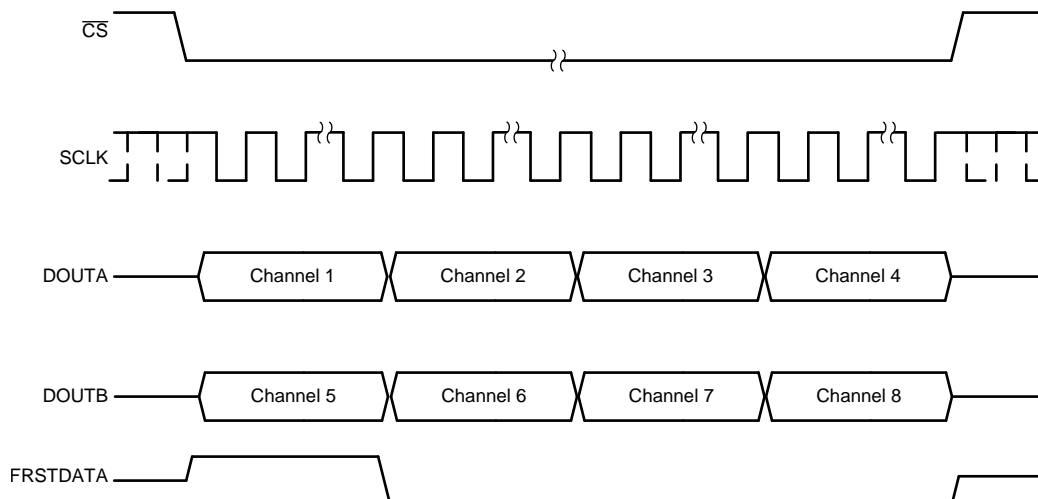 C̅S̅
SCLK
DOUTA
Channel 1
Channel 2
Channel 3
Channel 4
DOUTB
Channel 5
Channel 6
Channel 7
Channel 8
FRSTDATA